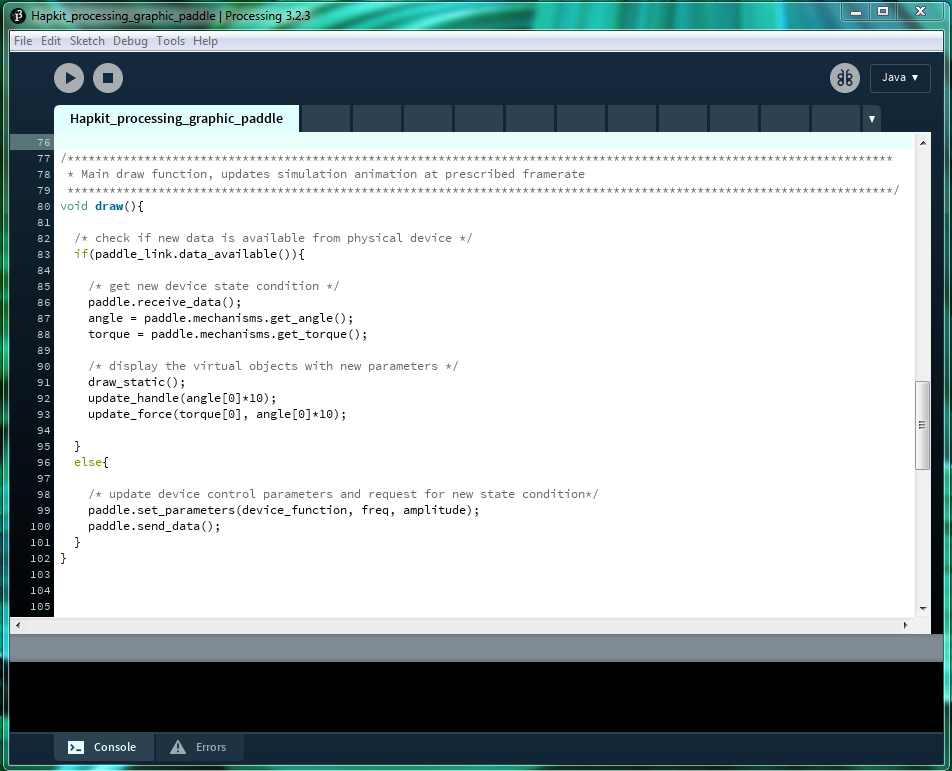 Hapkit_processing_graphic_paddle | Processing 3.2.3
File Edit Sketch Debug Tools Help
Java ▼
Hapkit_processing_graphic_paddle
76
77 /**********************************************************************************************************************
78  * Main draw function, updates simulation animation at prescribed framerate
79  **********************************************************************************************************************/
80 void draw(){
81
82   /* check if new data is available from physical device */
83   if(paddle_link.data_available()){
84
85     /* get new device state condition */
86     paddle.receive_data();
87     angle = paddle.mechanisms.get_angle();
88     torque = paddle.mechanisms.get_torque();
89
90     /* display the virtual objects with new parameters */
91     draw_static();
92     update_handle(angle[0]*10);
93     update_force(torque[0], angle[0]*10);
94
95   }
96   else{
97
98     /* update device control parameters and request for new state condition*/
99     paddle.set_parameters(device_function, freq, amplitude);
100     paddle.send_data();
101   }
102 }
103
104
105
Console
Errors